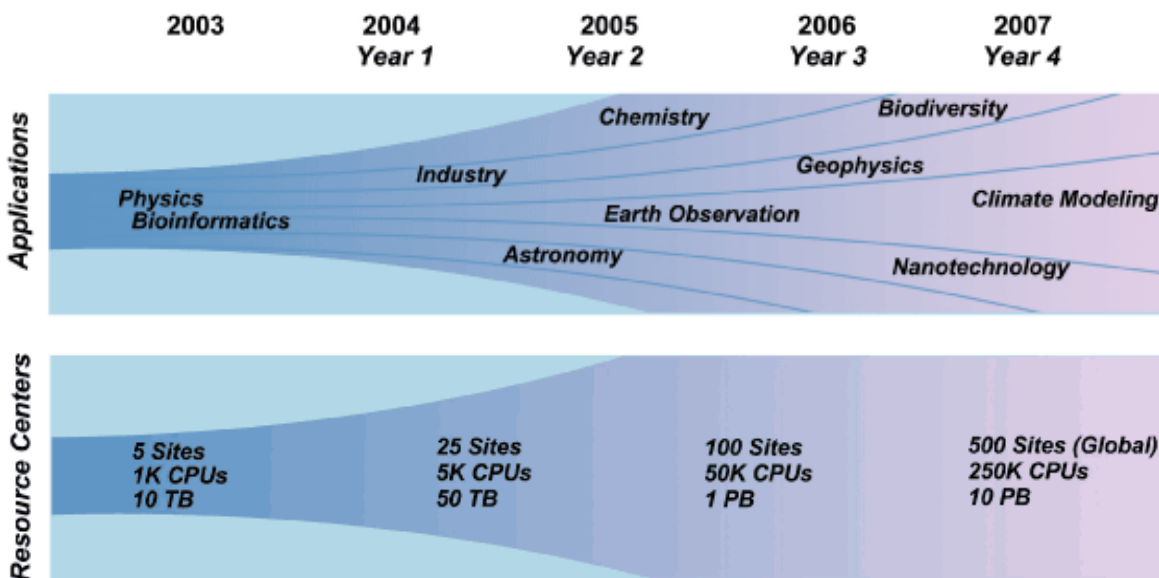 2003
2004
Year 1
2005
Year 2
2006
Year 3
2007
Year 4
Applications
Chemistry
Biodiversity
Industry
Geophysics
Physics
Bioinformatics
Earth Observation
Climate Modeling
Astronomy
Nanotechnology
Resource Centers
5 Sites
1K CPUs
10 TB
25 Sites
5K CPUs
50 TB
100 Sites
50K CPUs
1 PB
500 Sites (Global)
250K CPUs
10 PB